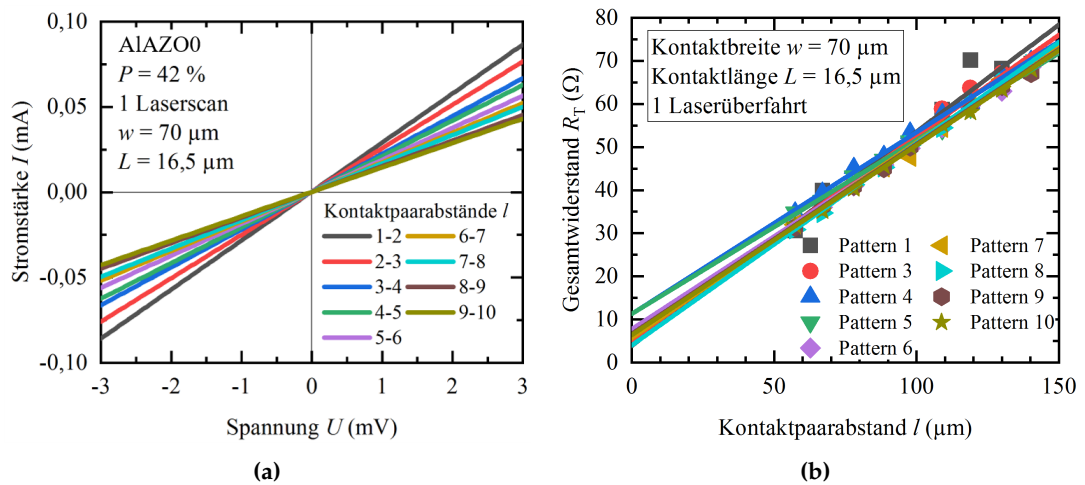 (a)
AlAZO0
P = 42 %
1 Laserscan
w = 70 µm
L = 16,5 µm
Stromstärke I (mA)
0,10
0,05
0,00
-0,05
-0,10
Kontaktpaarabstände l
1-2 6-7
2-3 7-8
3-4 8-9
4-5 9-10
5-6
-3 -2 -1 0 1 2 3
Spannung U (mV)
(a)
(b)
Kontaktbreite w = 70 µm
Kontaktlänge L = 16,5 µm
1 Laserüberfahrt
Gesamtwiderstand R_T (Ω)
80
70
60
50
40
30
20
10
0
Pattern 1 Pattern 7
Pattern 3 Pattern 8
Pattern 4 Pattern 9
Pattern 5 Pattern 10
Pattern 6
0 50 100 150
Kontaktpaarabstand l (µm)
(b)